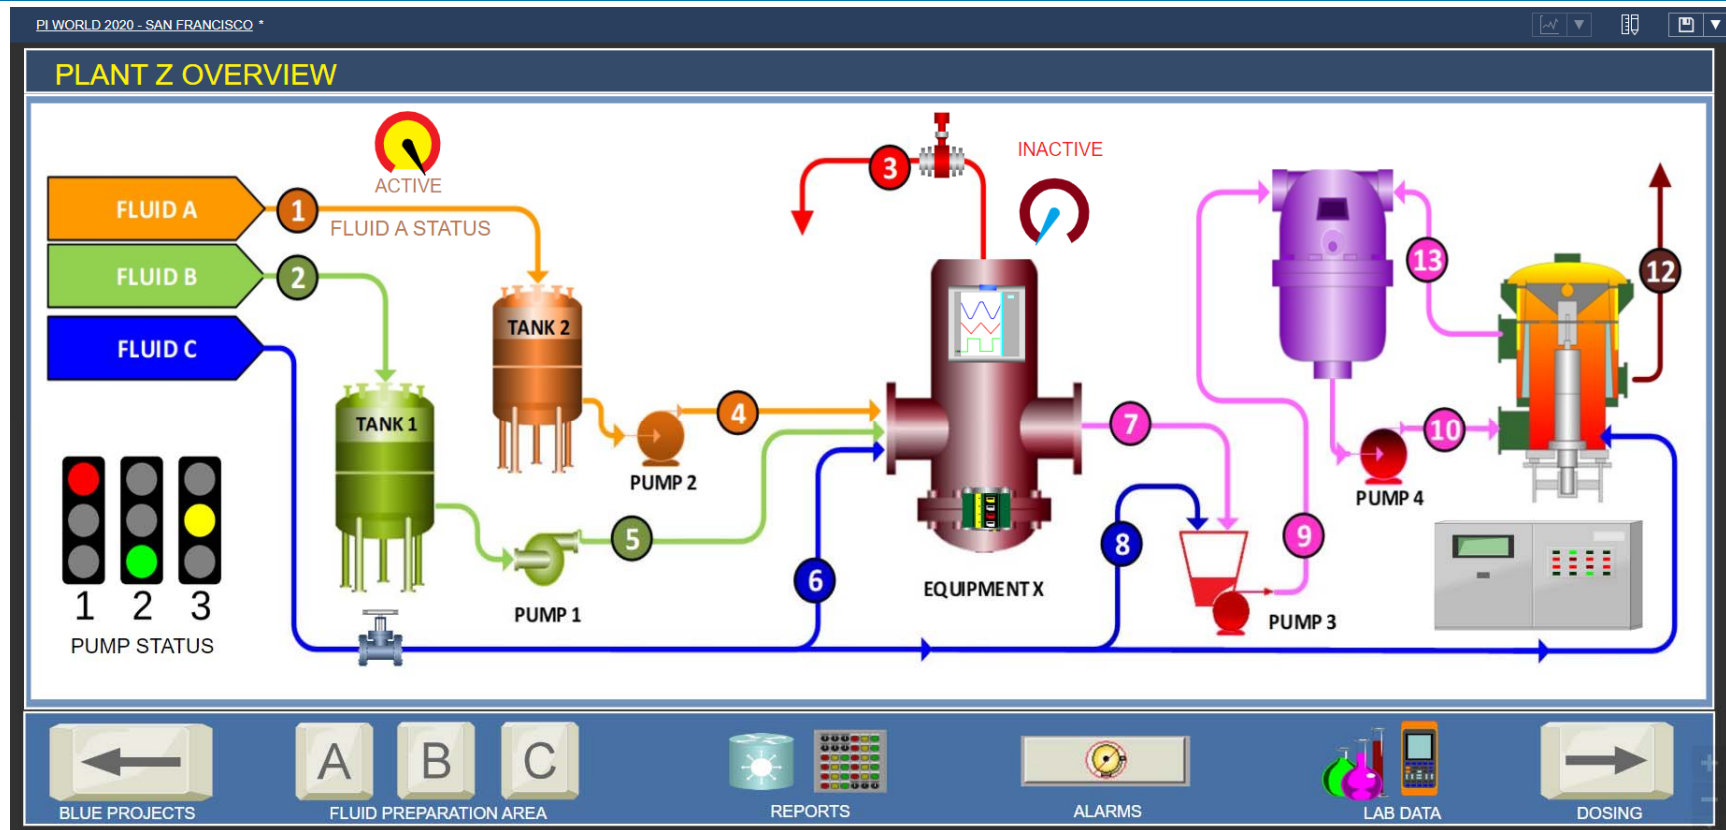 PI WORLD 2020 - SAN FRANCISCO *
PLANT Z OVERVIEW
ACTIVE
FLUID A STATUS
INACTIVE
FLUID A
1
FLUID B
2
FLUID C
3
TANK 2
TANK 1
4
PUMP 2
5
PUMP 1
6
EQUIPMENT X
7
8
9
PUMP 3
10
PUMP 4
13
12
1 2 3
PUMP STATUS
BLUE PROJECTS
A B C
FLUID PREPARATION AREA
REPORTS
ALARMS
LAB DATA
DOSING